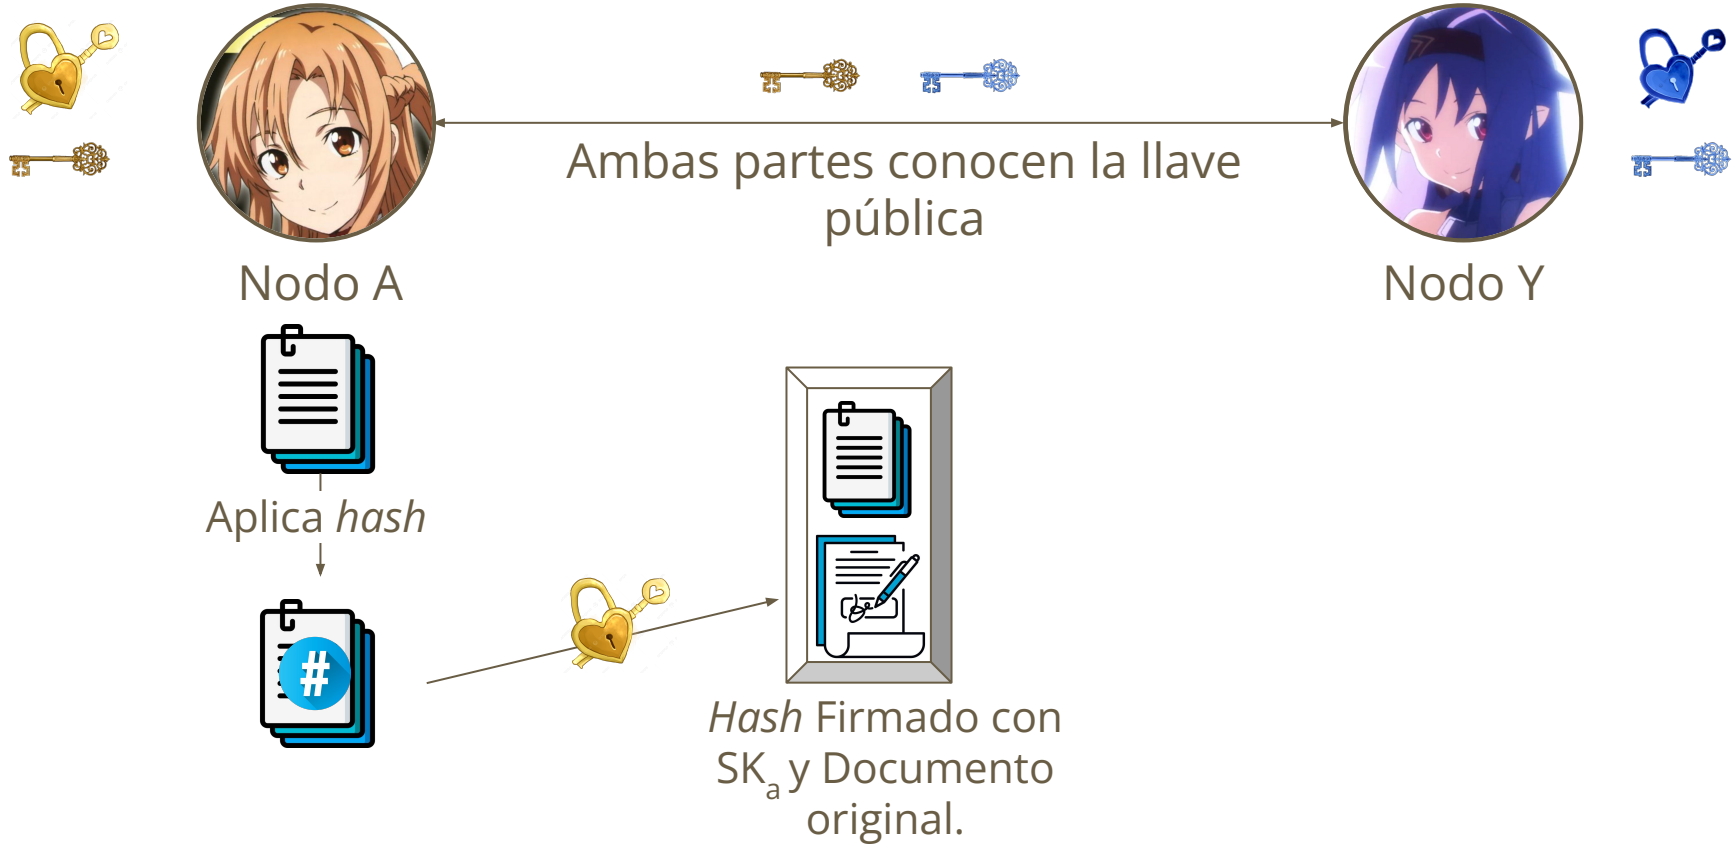 Ambas partes conocen la llave
pública
Nodo A
Nodo Y
Aplica hash
#
Hash Firmado con
SKa y Documento
original.